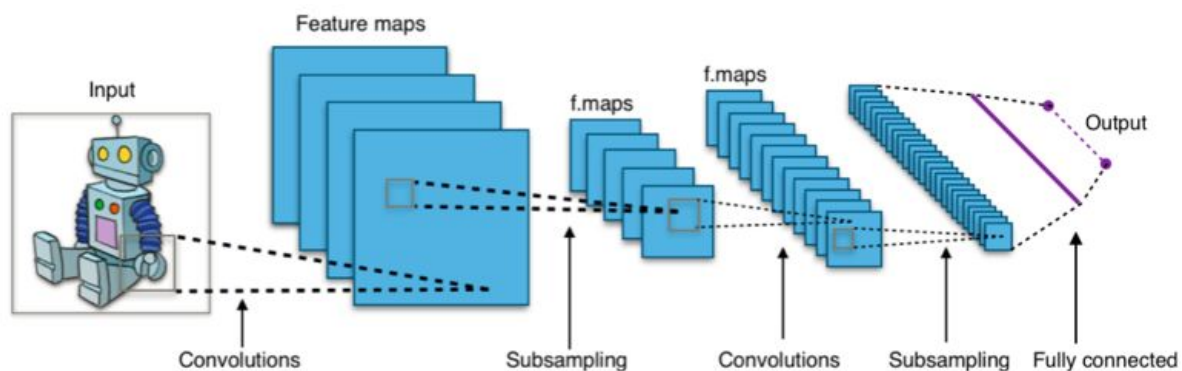 Feature maps
f.maps
Input
f.maps
Output
Convolutions
Subsampling
Convolutions
Subsampling
Fully connected